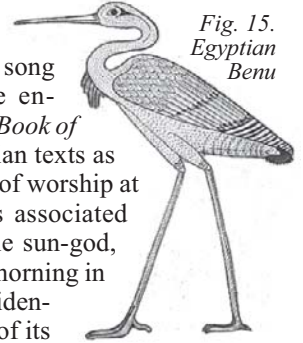 Fig. 15.
Egyptian
Benu
song
e en-
Book of
ian texts as
of worship at
s associated
e sun-god,
morning in
iden-
of its